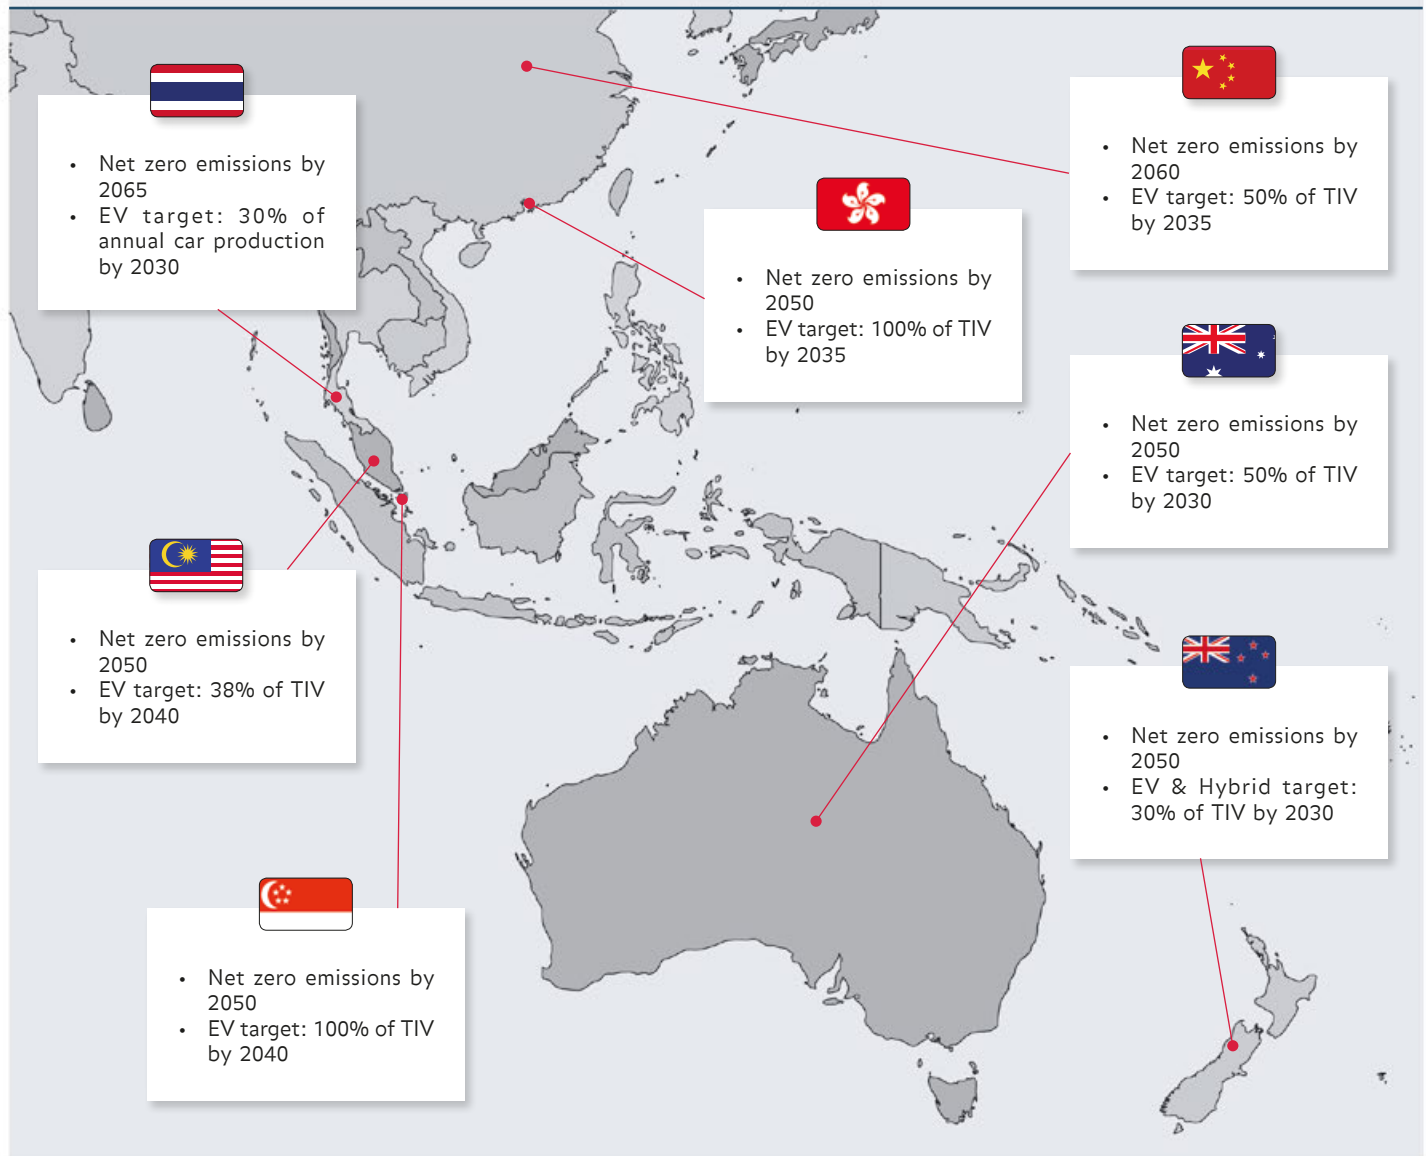 • Net zero emissions by
2065
• EV target: 30% of
annual car production
by 2030
• Net zero emissions by
2060
• EV target: 50% of TIV
by 2035
• Net zero emissions by
2050
• EV target: 100% of TIV
by 2035
• Net zero emissions by
2050
• EV target: 50% of TIV
by 2030
• Net zero emissions by
2050
• EV target: 38% of TIV
by 2040
• Net zero emissions by
2050
• EV & Hybrid target:
30% of TIV by 2030
• Net zero emissions by
2050
• EV target: 100% of TIV
by 2040